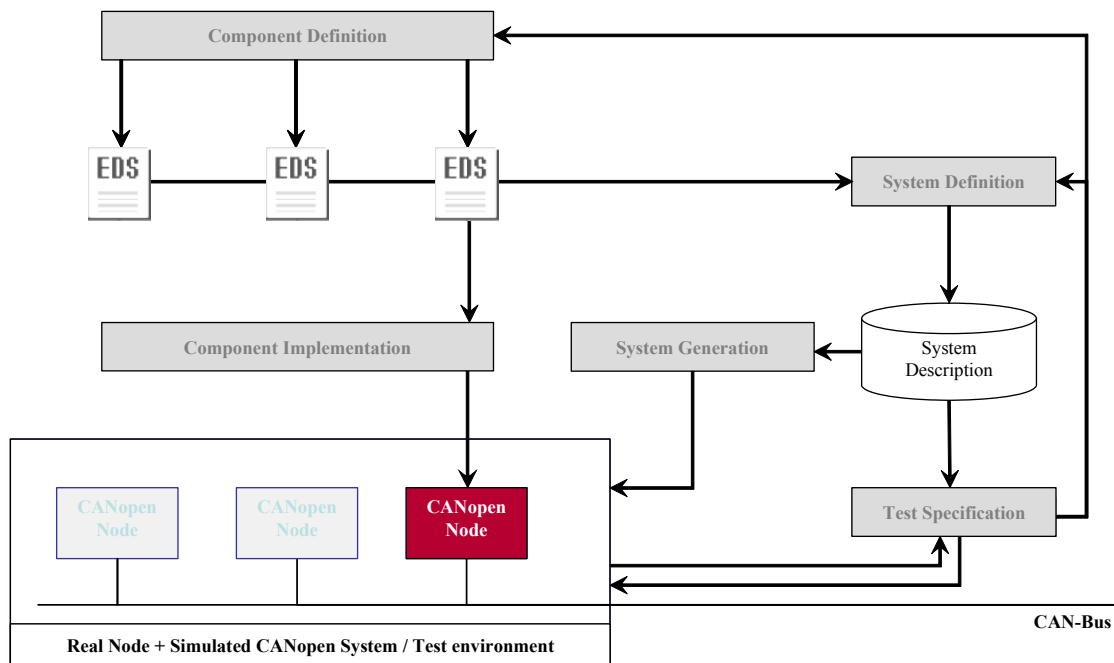 Component Definition
EDS
EDS
EDS
System Definition
Component Implementation
System Generation
System
Description
CANopen
Node
CANopen
Node
CANopen
Node
Test Specification
CAN-Bus
Real Node + Simulated CANopen System / Test environment